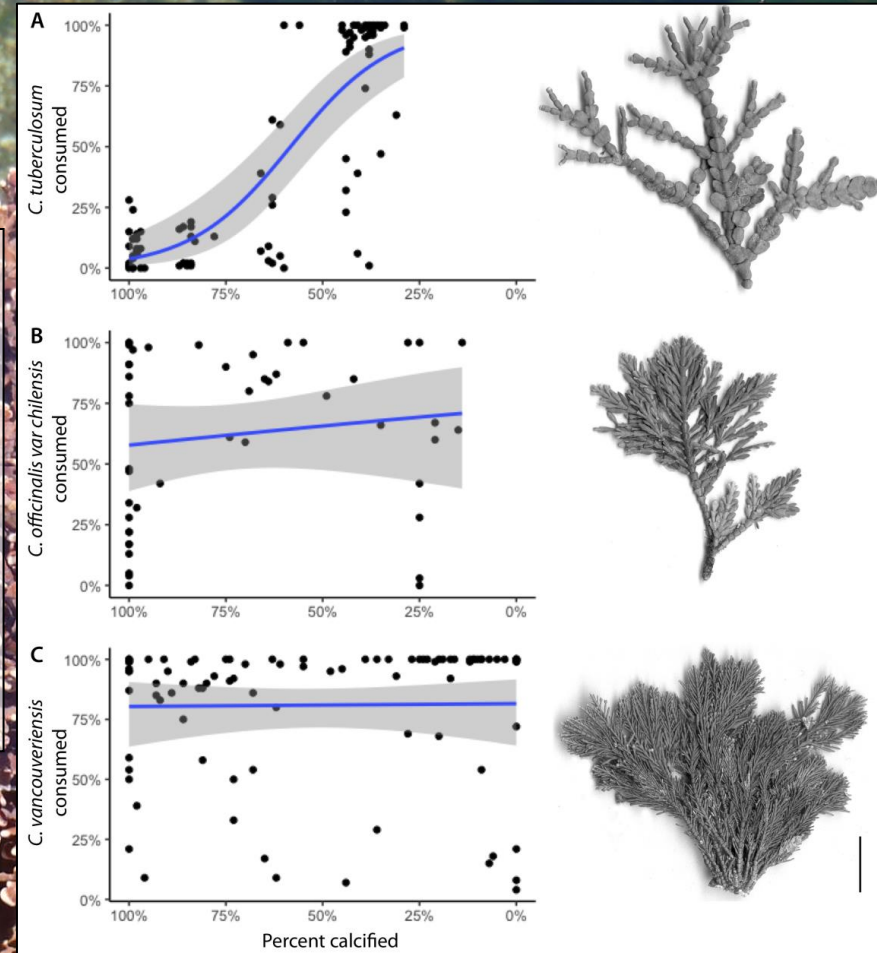 A
C. tuberculosum
consumed
100%
75%
50%
25%
0%
100% 75% 50% 25% 0%
B
C. officinalis var chilensis
consumed
100%
75%
50%
25%
0%
100% 75% 50% 25% 0%
C
C. vancouveriensis
consumed
100%
75%
50%
25%
0%
100% 75% 50% 25% 0%
Percent calcified